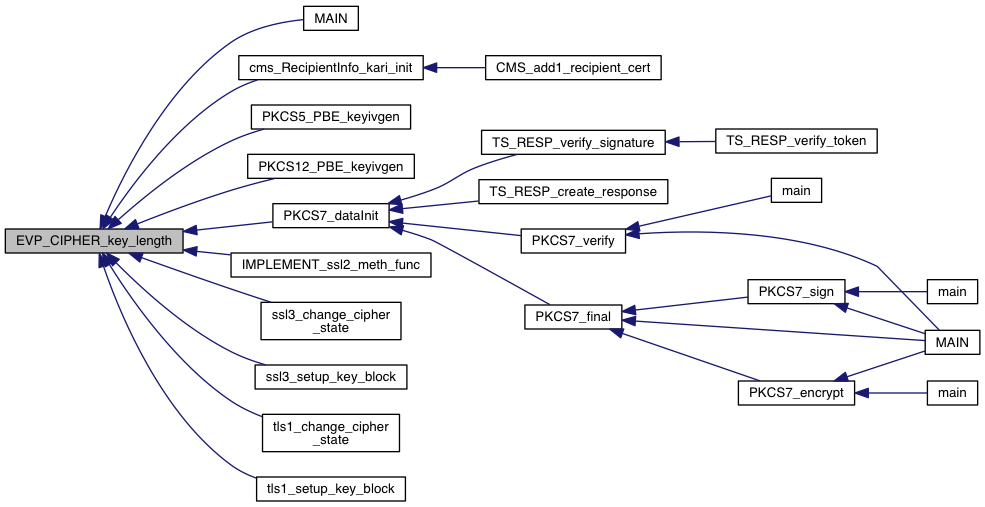 MAIN
cms_RecipientInfo_kari_init
CMS_add1_recipient_cert
PKCS5_PBE_keyivgen
TS_RESP_verify_signature
TS_RESP_verify_token
PKCS12_PBE_keyivgen
TS_RESP_create_response
main
PKCS7_dataInit
EVP_CIPHER_key_length
PKCS7_verify
IMPLEMENT_ssl2_meth_func
PKCS7_sign
main
ssl3_change_cipher
_state
PKCS7_final
MAIN
ssl3_setup_key_block
PKCS7_encrypt
main
tls1_change_cipher
_state
tls1_setup_key_block